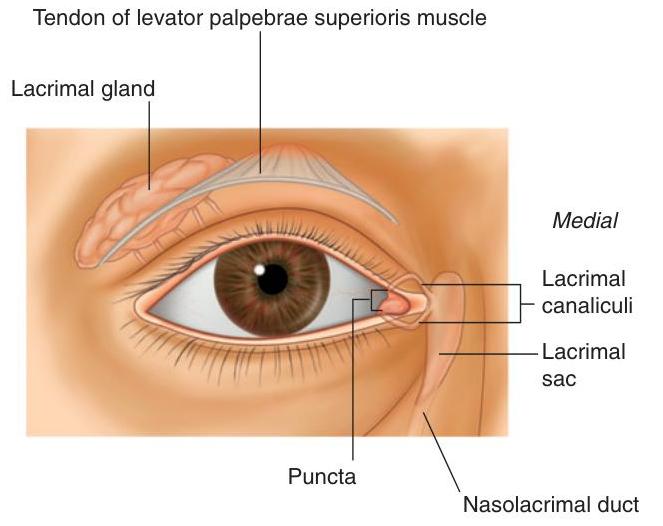 Tendon of levator palpebrae superioris muscle
Lacrimal gland
Medial
Lacrimal
canaliculi
Lacrimal
sac
Puncta
Nasolacrimal duct